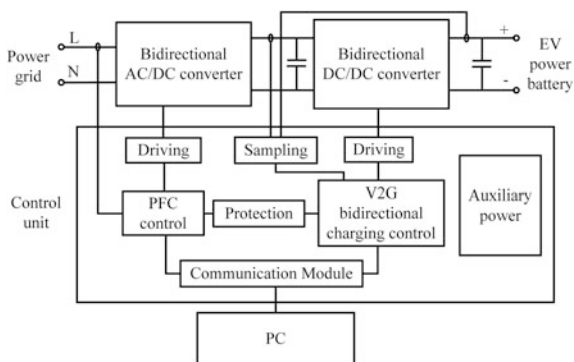 Power
grid
L
N
Bidirectional
AC/DC converter
Bidirectional
DC/DC converter
+
-
EV
power
battery
Control
unit
Driving
Sampling
Driving
PFC
control
Protection
V2G
bidirectional
charging control
Auxiliary
power
Communication Module
PC